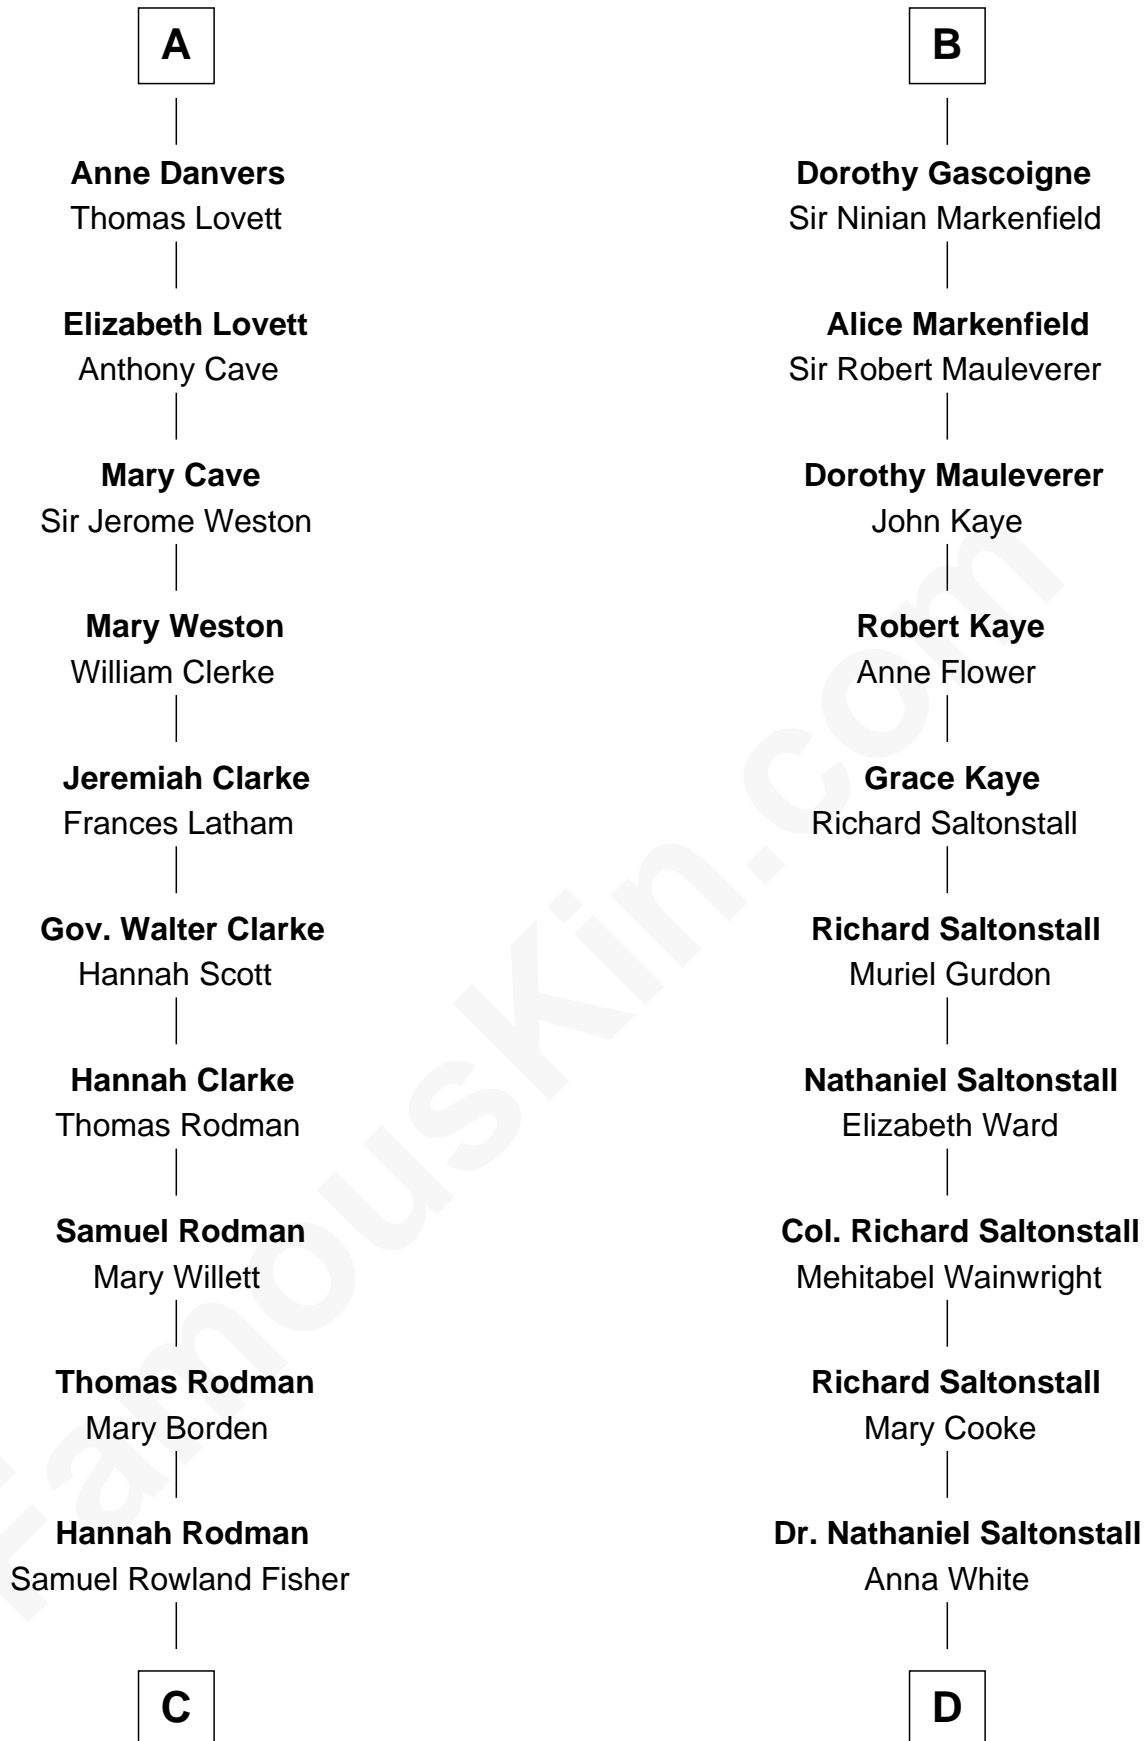 A
Anne Danvers
Thomas Lovett
Elizabeth Lovett
Anthony Cave
Mary Cave
Sir Jerome Weston
Mary Weston
William Clerke
Jeremiah Clarke
Frances Latham
Gov. Walter Clarke
Hannah Scott
Hannah Clarke
Thomas Rodman
Samuel Rodman
Mary Willett
Thomas Rodman
Mary Borden
Hannah Rodman
Samuel Rowland Fisher
C
B
Dorothy Gascoigne
Sir Ninian Markenfield
Alice Markenfield
Sir Robert Mauleverer
Dorothy Mauleverer
John Kaye
Robert Kaye
Anne Flower
Grace Kaye
Richard Saltonstall
Richard Saltonstall
Muriel Gurdon
Nathaniel Saltonstall
Elizabeth Ward
Col. Richard Saltonstall
Mehitabel Wainwright
Richard Saltonstall
Mary Cooke
Dr. Nathaniel Saltonstall
Anna White
D
FamousKin.com